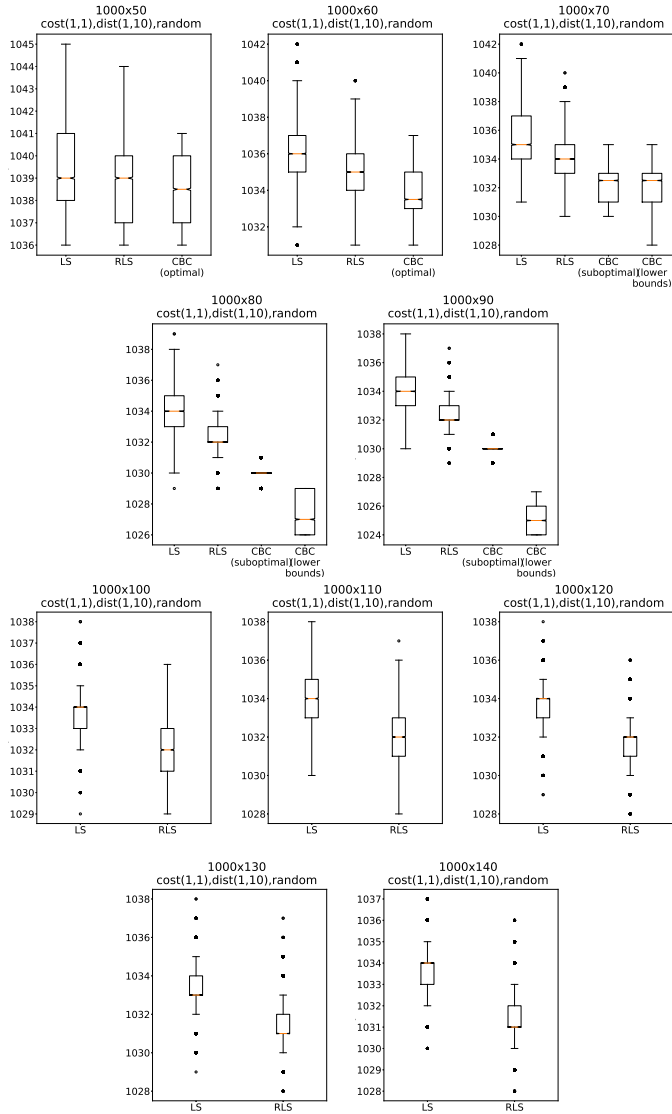 1000x50
cost(1,1),dist(1,10),random
1045
1044
1043
1042
1041
1040
1039
1038
1037
1036
LS
RLS
CBC
(optimal)
1000x60
cost(1,1),dist(1,10),random
1042
1040
1038
1036
1034
1032
LS
RLS
CBC
(optimal)
1000x70
cost(1,1),dist(1,10),random
1042
1040
1038
1036
1034
1032
1030
1028
LS
RLS
CBC
(suboptimal)
CBC
(lower
bounds)
1000x80
cost(1,1),dist(1,10),random
1038
1036
1034
1032
1030
1028
1026
LS
RLS
CBC
(suboptimal)
CBC
(lower
bounds)
1000x90
cost(1,1),dist(1,10),random
1038
1036
1034
1032
1030
1028
1026
1024
LS
RLS
CBC
(suboptimal)
CBC
(lower
bounds)
1000x100
cost(1,1),dist(1,10),random
1038
1037
1036
1035
1034
1033
1032
1031
1030
1029
LS
RLS
1000x110
cost(1,1),dist(1,10),random
1038
1036
1034
1032
1030
1028
LS
RLS
1000x120
cost(1,1),dist(1,10),random
1038
1036
1034
1032
1030
1028
LS
RLS
1000x130
cost(1,1),dist(1,10),random
1038
1036
1034
1032
1030
1028
LS
RLS
1000x140
cost(1,1),dist(1,10),random
1037
1036
1035
1034
1033
1032
1031
1030
1029
1028
LS
RLS